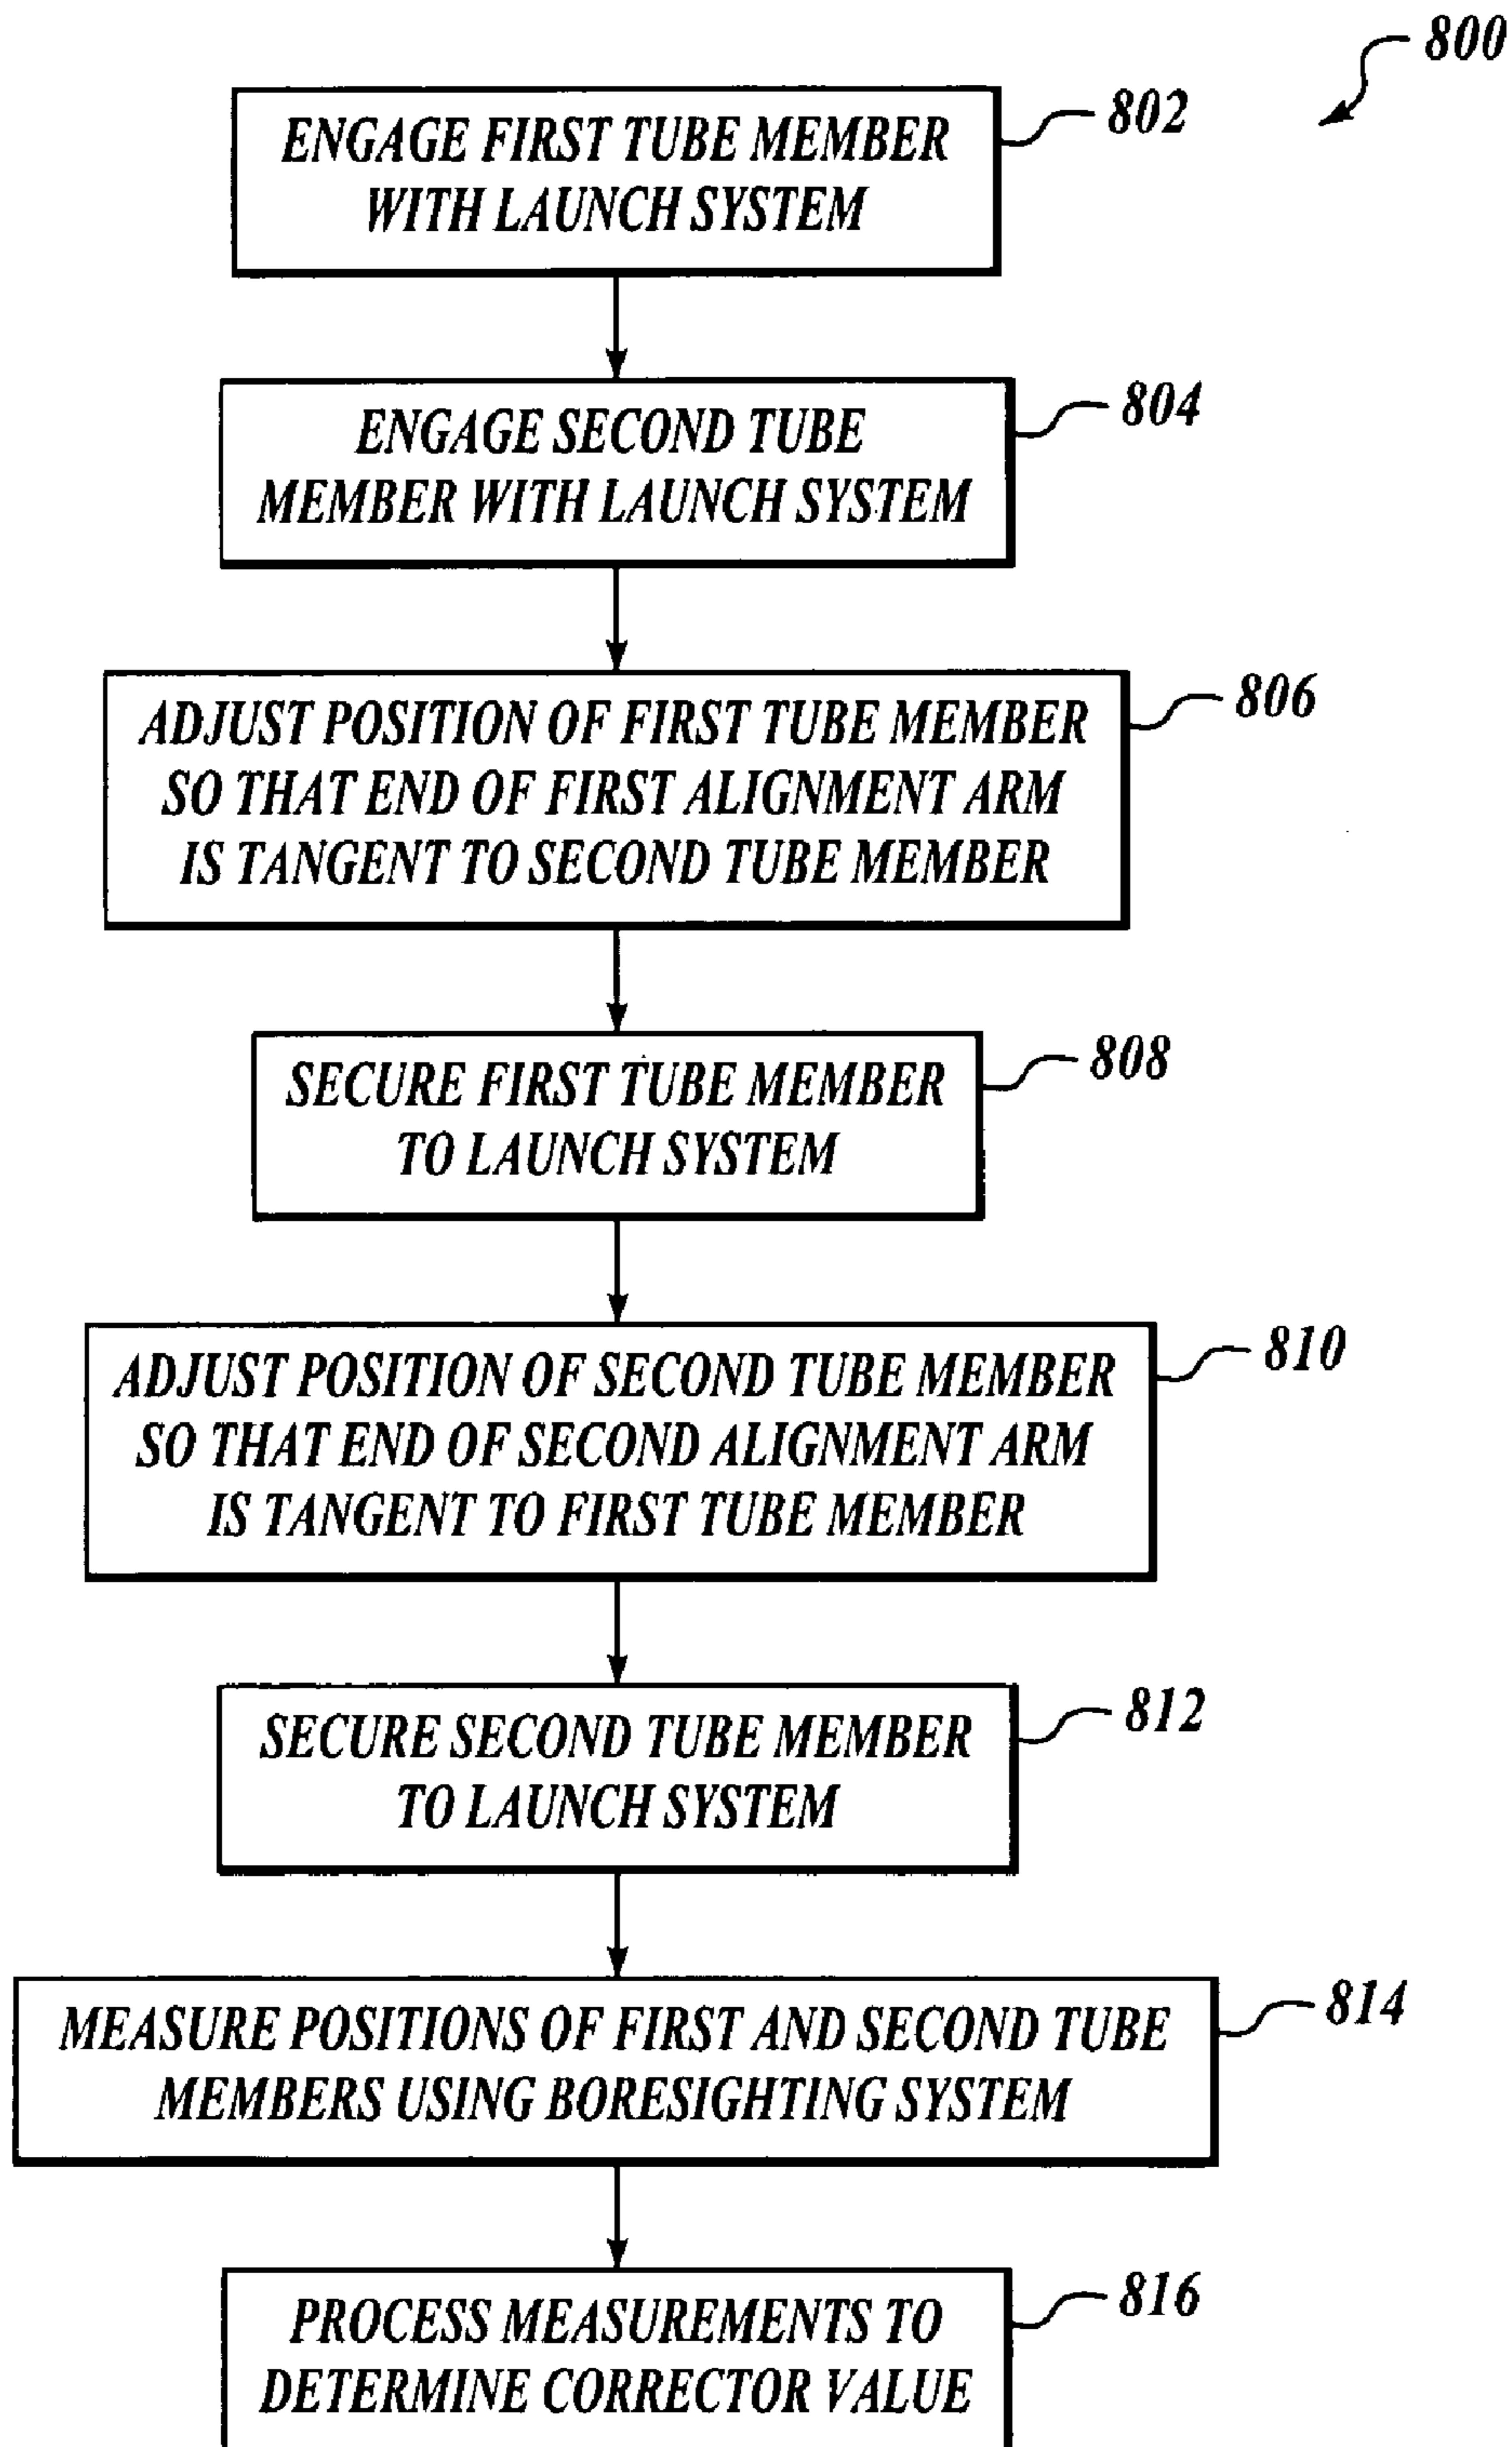 800
802
ENGAGE FIRST TUBE MEMBER
WITH LAUNCH SYSTEM
804
ENGAGE SECOND TUBE
MEMBER WITH LAUNCH SYSTEM
806
ADJUST POSITION OF FIRST TUBE MEMBER
SO THAT END OF FIRST ALIGNMENT ARM
IS TANGENT TO SECOND TUBE MEMBER
808
SECURE FIRST TUBE MEMBER
TO LAUNCH SYSTEM
810
ADJUST POSITION OF SECOND TUBE MEMBER
SO THAT END OF SECOND ALIGNMENT ARM
IS TANGENT TO FIRST TUBE MEMBER
812
SECURE SECOND TUBE MEMBER
TO LAUNCH SYSTEM
814
MEASURE POSITIONS OF FIRST AND SECOND TUBE
MEMBERS USING BORESIGHTING SYSTEM
816
PROCESS MEASUREMENTS TO
DETERMINE CORRECTOR VALUE